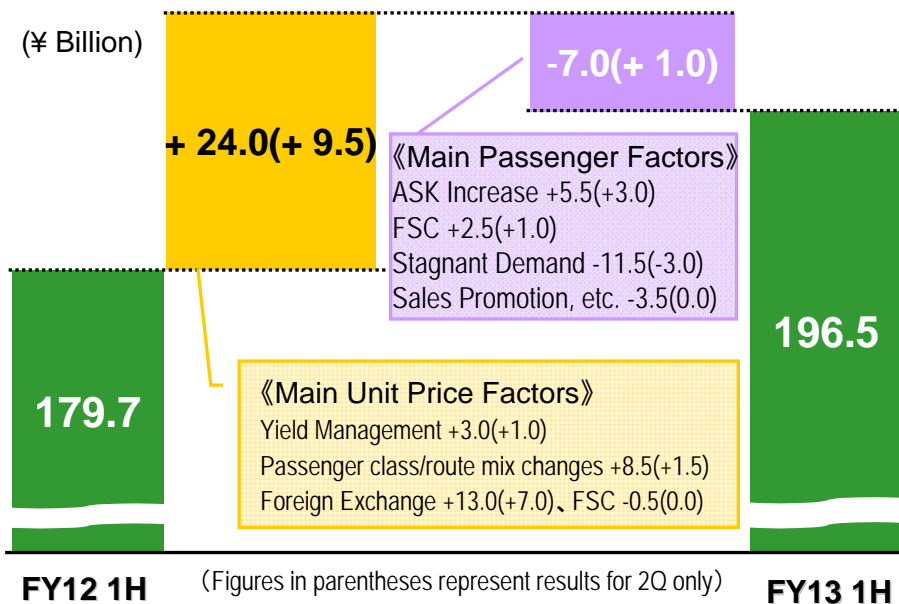 (¥ Billion)
+ 24.0(+ 9.5)
-7.0(+ 1.0)
《Main Passenger Factors》
ASK Increase +5.5(+3.0)
FSC +2.5(+1.0)
Stagnant Demand -11.5(-3.0)
Sales Promotion, etc. -3.5(0.0)
179.7
196.5
《Main Unit Price Factors》
Yield Management +3.0(+1.0)
Passenger class/route mix changes +8.5(+1.5)
Foreign Exchange +13.0(+7.0)、FSC -0.5(0.0)
FY12 1H
（Figures in parentheses represent results for 2Q only）
FY13 1H